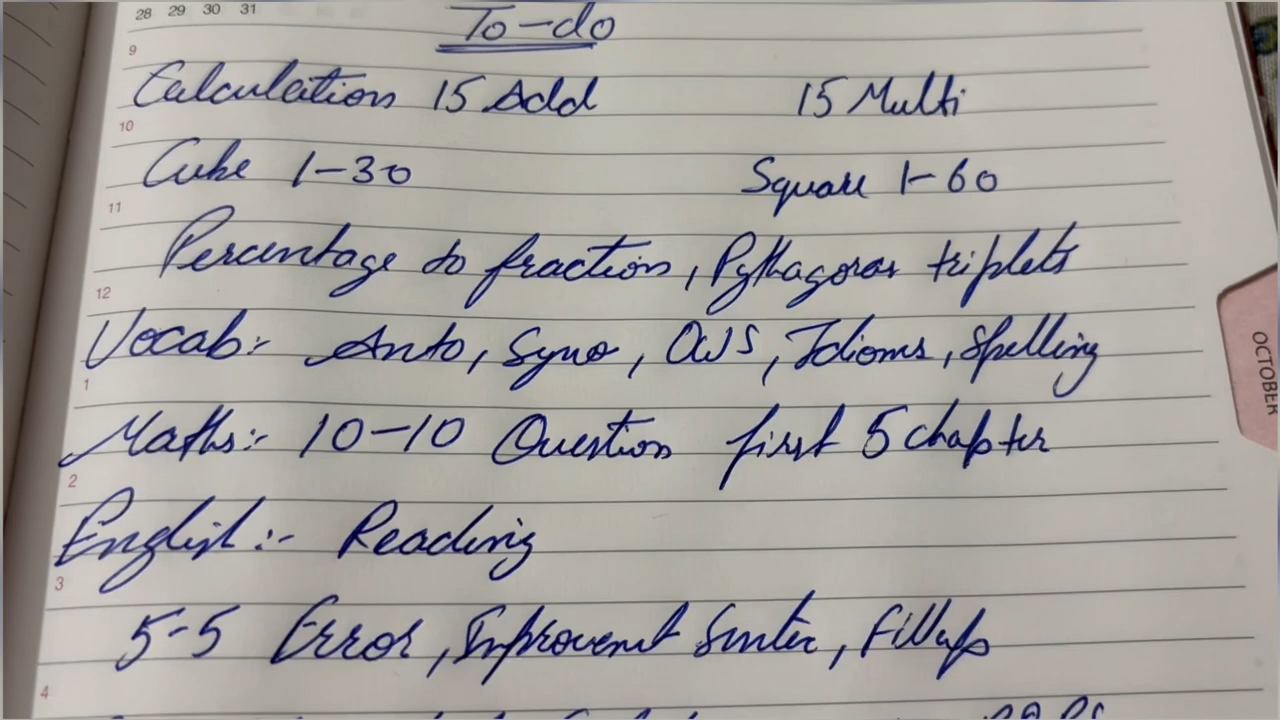 28 29 30 31
To-do
9
Calculation 15 Add 15 Multi
10
Cube 1-30 Square 1-60
11
Percentage to fraction, Pythagoras triplets
12
Vocab:- Anto, Syno, OWS, Idioms, Spelling
1
Maths:- 10-10 Question first 5 chapter
2
English:- Reading
3
5-5 Error, Improvemt Sente, fillups
4
OCTOBER